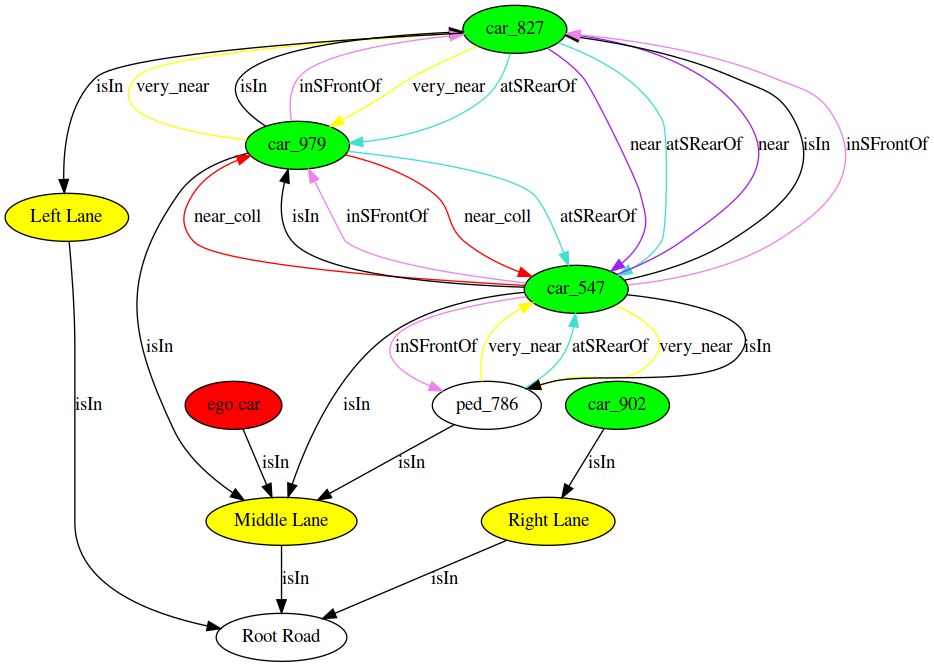 car_827
isIn very_near isIn inSFrontOf very_near atSRearOf
car_979
near atSRearOf near isIn inSFrontOf
Left Lane
near_coll isIn inSFrontOf near_coll atSRearOf
car_547
isIn inSFrontOf very_near atSRearOf very_near isIn
isIn ego car isIn ped_786 car_902
isIn isIn isIn
Middle Lane Right Lane
isIn isIn
Root Road